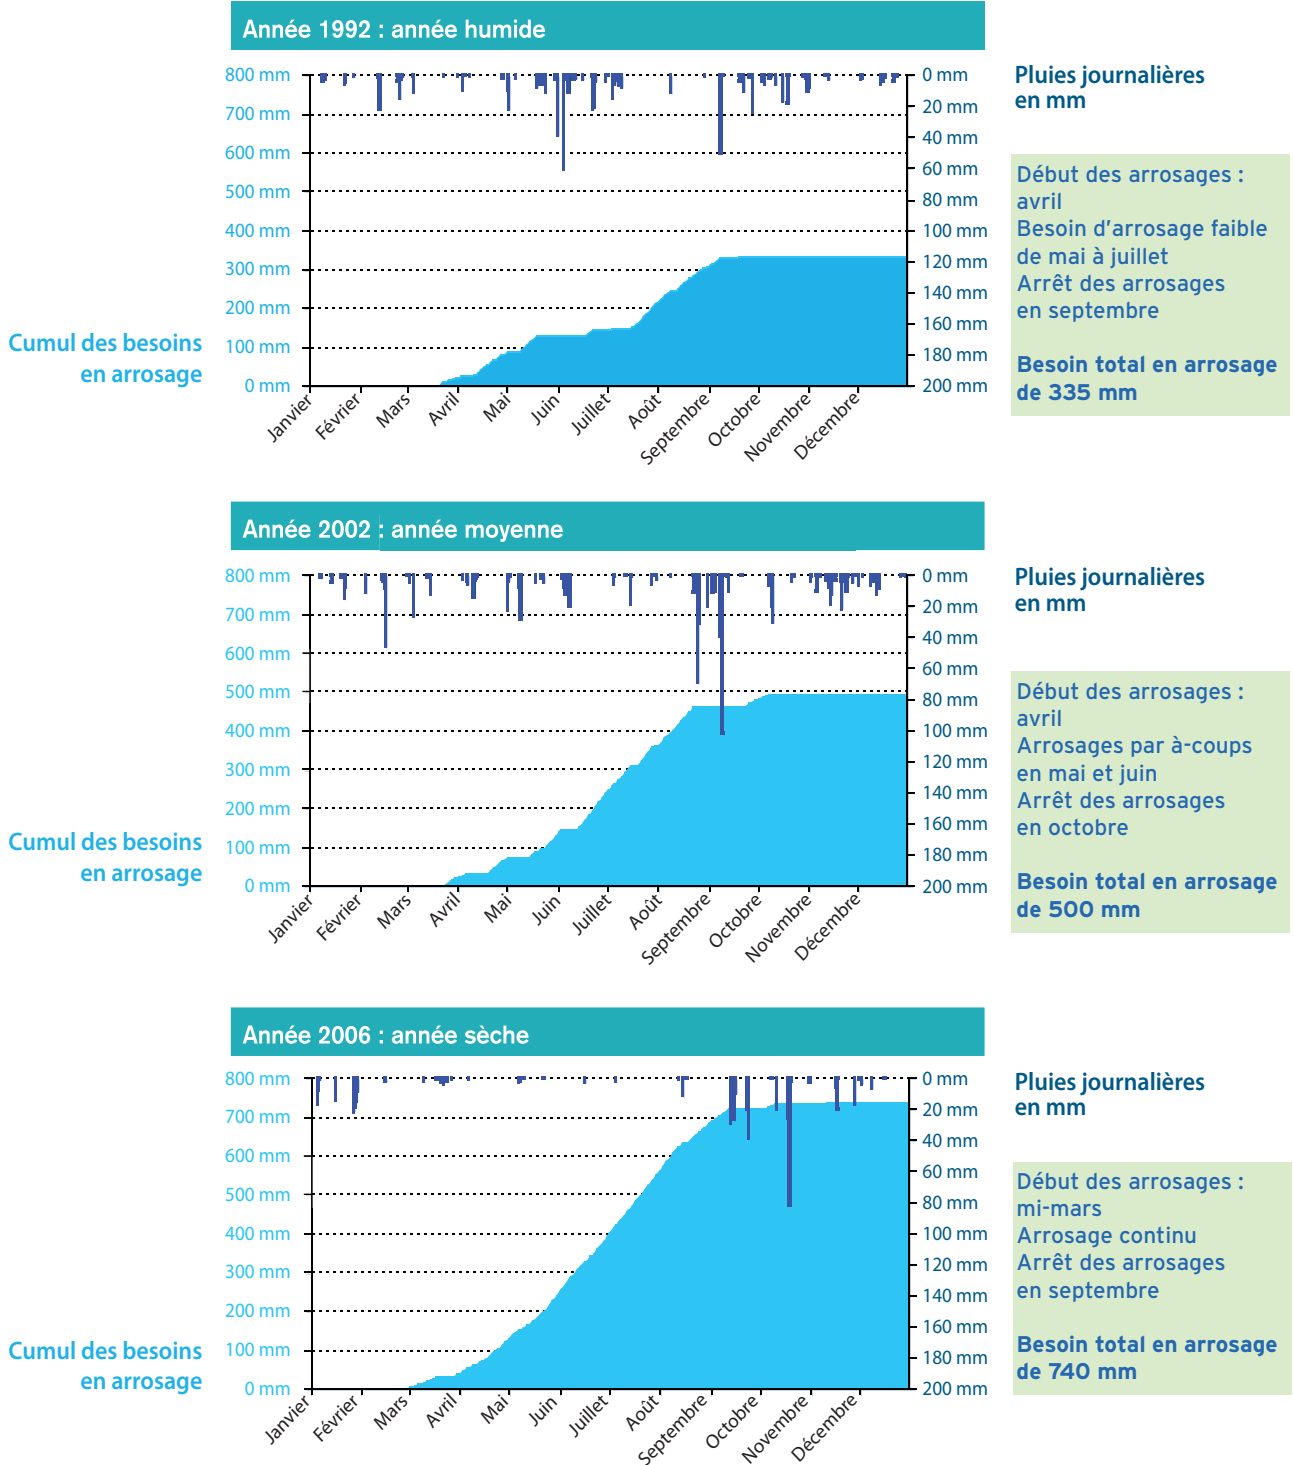 Année 1992 : année humide
800 mm
700 mm
600 mm
500 mm
400 mm
300 mm
200 mm
100 mm
0 mm
Cumul des besoins
en arrosage
0 mm
20 mm
40 mm
60 mm
80 mm
100 mm
120 mm
140 mm
160 mm
180 mm
200 mm
Janvier
Février
Mars
Avril
Mai
Juin
Juillet
Août
Septembre
Octobre
Novembre
Décembre
Pluies journalières
en mm
Début des arrosages :
avril
Besoin d'arrosage faible
de mai à juillet
Arrêt des arrosages
en septembre
Besoin total en arrosage
de 335 mm
Année 2002 : année moyenne
800 mm
700 mm
600 mm
500 mm
400 mm
300 mm
200 mm
100 mm
0 mm
Cumul des besoins
en arrosage
0 mm
20 mm
40 mm
60 mm
80 mm
100 mm
120 mm
140 mm
160 mm
180 mm
200 mm
Janvier
Février
Mars
Avril
Mai
Juin
Juillet
Août
Septembre
Octobre
Novembre
Décembre
Pluies journalières
en mm
Début des arrosages :
avril
Arrosages par à-coups
en mai et juin
Arrêt des arrosages
en octobre
Besoin total en arrosage
de 500 mm
Année 2006 : année sèche
800 mm
700 mm
600 mm
500 mm
400 mm
300 mm
200 mm
100 mm
0 mm
Cumul des besoins
en arrosage
0 mm
20 mm
40 mm
60 mm
80 mm
100 mm
120 mm
140 mm
160 mm
180 mm
200 mm
Janvier
Février
Mars
Avril
Mai
Juin
Juillet
Août
Septembre
Octobre
Novembre
Décembre
Pluies journalières
en mm
Début des arrosages :
mi-mars
Arrosage continu
Arrêt des arrosages
en septembre
Besoin total en arrosage
de 740 mm